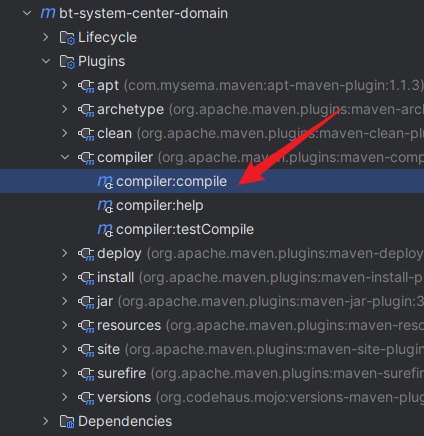 bt-system-center-domain
Lifecycle
Plugins
apt (com.mysema.maven:apt-maven-plugin:1.1.3)
archetype (org.apache.maven.plugins:maven-arc
clean (org.apache.maven.plugins:maven-clean-pl
compiler (org.apache.maven.plugins:maven-comp
compiler:compile
compiler:help
compiler:testCompile
deploy (org.apache.maven.plugins:maven-deploy-
install (org.apache.maven.plugins:maven-install-p
jar (org.apache.maven.plugins:maven-jar-plugin:3
resources (org.apache.maven.plugins:maven-reso
site (org.apache.maven.plugins:maven-site-plugin
surefire (org.apache.maven.plugins:maven-surefir
versions (org.codehaus.mojo:versions-maven-plu
Dependencies